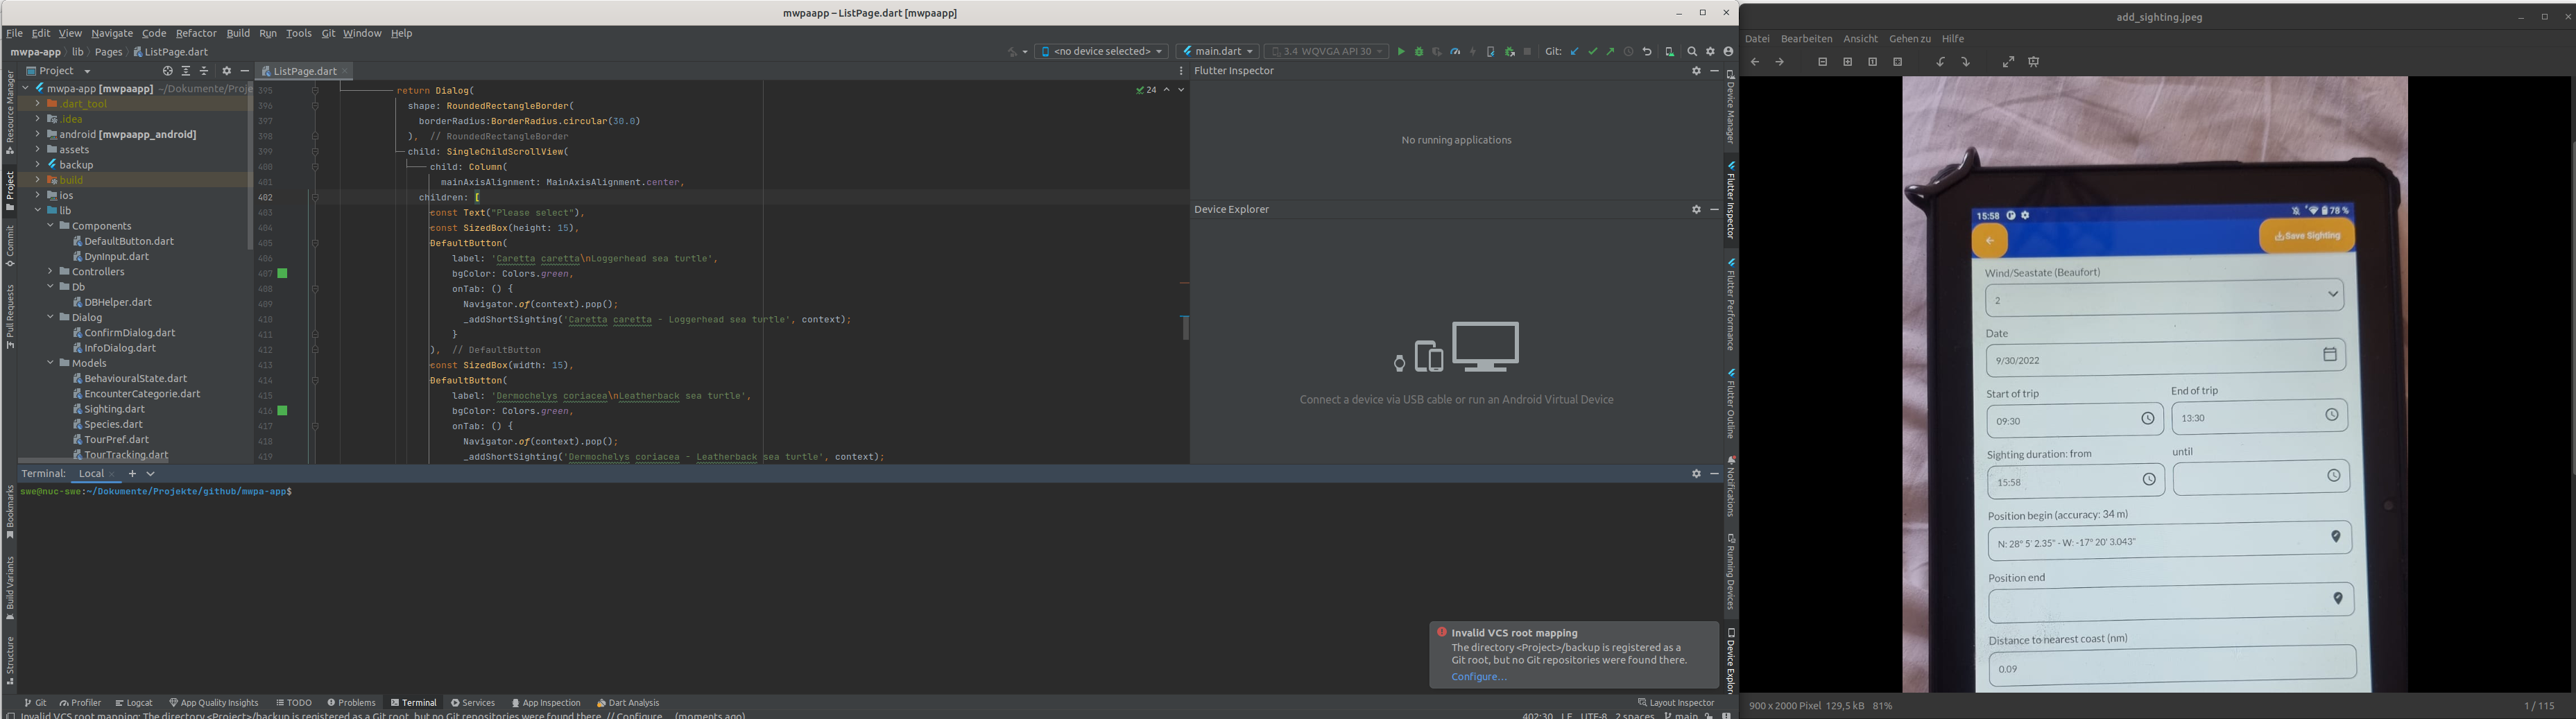 mwpaapp – ListPage.dart [mwpaapp]
File Edit View Navigate Code Refactor Build Run Tools Git Window Help
mwpa-app lib Pages ListPage.dart
<no device selected> main.dart 3.4 WQVGA API 30 Git:
Project ListPage.dart
Resource Manager
Project
Commit
Pull Requests
Bookmarks
Build Variants
Structure
mwpa-app [mwpaapp] ~/Dokumente/Proje
.dart_tool
.idea
android [mwpaapp_android]
assets
backup
build
ios
lib
Components
DefaultButton.dart
DynInput.dart
Controllers
Db
DBHelper.dart
Dialog
ConfirmDialog.dart
InfoDialog.dart
Models
BehaviouralState.dart
EncounterCategorie.dart
Sighting.dart
Species.dart
TourPref.dart
TourTracking.dart
24
395 return Dialog(
396 shape: RoundedRectangleBorder(
397 borderRadius:BorderRadius.circular(30.0)
398 ), // RoundedRectangleBorder
399 child: SingleChildScrollView(
400 child: Column(
401 mainAxisAlignment: MainAxisAlignment.center,
402 children: [
403 const Text("Please select"),
404 const SizedBox(height: 15),
405 DefaultButton(
406 label: 'Caretta caretta\nLoggerhead sea turtle',
407 bgColor: Colors.green,
408 onTab: () {
409 Navigator.of(context).pop();
410 _addShortSighting('Caretta caretta - Loggerhead sea turtle', context);
411 }
412 ), // DefaultButton
413 const SizedBox(width: 15),
414 DefaultButton(
415 label: 'Dermochelys coriacea\nLeatherback sea turtle',
416 bgColor: Colors.green,
417 onTab: () {
418 Navigator.of(context).pop();
419 _addShortSighting('Dermochelys coriacea - Leatherback sea turtle', context);
Flutter Inspector
No running applications
Device Explorer
Connect a device via USB cable or run an Android Virtual Device
Device Manager
Flutter Inspector
Flutter Performance
Flutter Outline
Notifications
Running Devices
Device Explor
Terminal: Local
swe@nuc-swe:~/Dokumente/Projekte/github/mwpa-app$
Invalid VCS root mapping
The directory <Project>/backup is registered as a
Git root, but no Git repositories were found there.
Configure…
Git Profiler Logcat App Quality Insights TODO Problems Terminal Services App Inspection Dart Analysis Layout Inspector
Invalid VCS root mapping: The directory <Project>/backup is registered as a Git root, but no Git repositories were found there. // Configure... (moments ago) 402:30 LF UTF-8 2 spaces main
add_sighting.jpeg
Datei Bearbeiten Ansicht Gehen zu Hilfe
15:58 78 %
Save Sighting
Wind/Seastate (Beaufort)
2
Date
9/30/2022
Start of trip End of trip
09:30 13:30
Sighting duration: from until
15:58
Position begin (accuracy: 34 m)
N: 28° 5' 2.35" - W: -17° 20' 3.043"
Position end
Distance to nearest coast (nm)
0.09
900 x 2000 Pixel 129,5 kB 81% 1 / 115